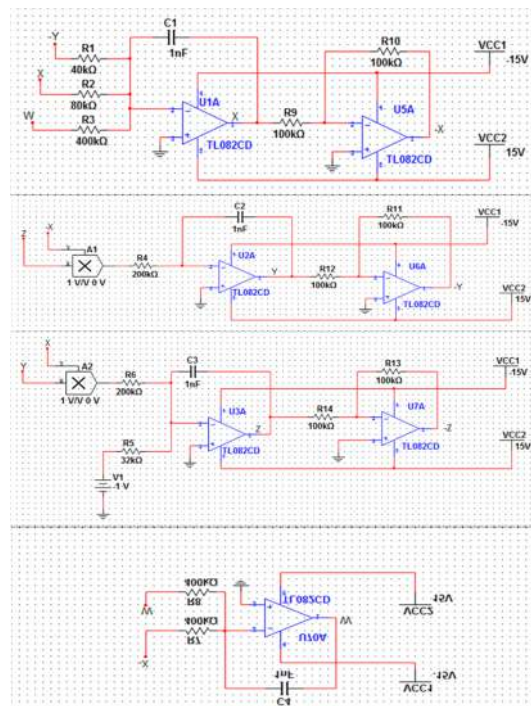 C1
1nF
-Y
R1
40kΩ
X
R2
80kΩ
W
R3
400kΩ
U1A
X
TL082CD
R9
100kΩ
R10
100kΩ
U5A
-X
TL082CD
VCC1
-15V
VCC2
15V
C2
1nF
Z
-X
A1
1 V/V 0 V
R4
200kΩ
U2A
Y
TL082CD
R12
100kΩ
R11
100kΩ
U6A
-Y
TL082CD
VCC1
-15V
VCC2
15V
X
Y
A2
1 V/V 0 V
R6
200kΩ
C3
1nF
R5
32kΩ
V1
-1 V
U3A
Z
TL082CD
R14
100kΩ
R13
100kΩ
U7A
-Z
TL082CD
VCC1
-15V
VCC2
15V
400kΩ
R8
W
400kΩ
R7
-X
TL082CD
U70A
W
15V
VCC2
-15V
VCC1
1nF
C4